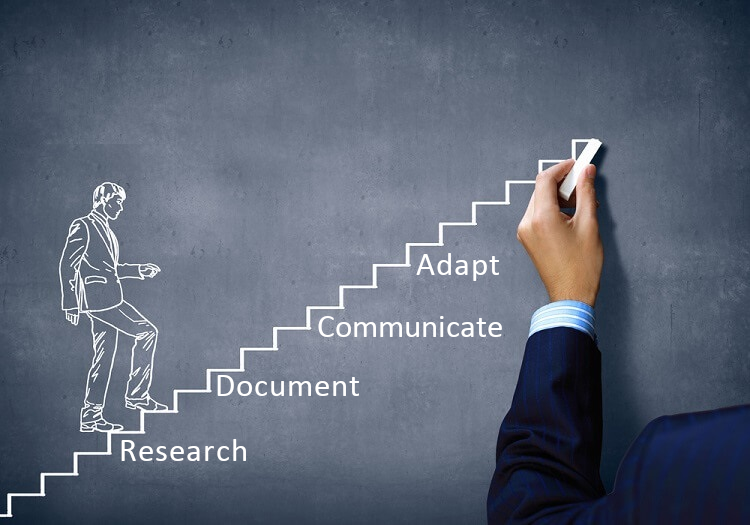 Adapt
Communicate
Document
Research